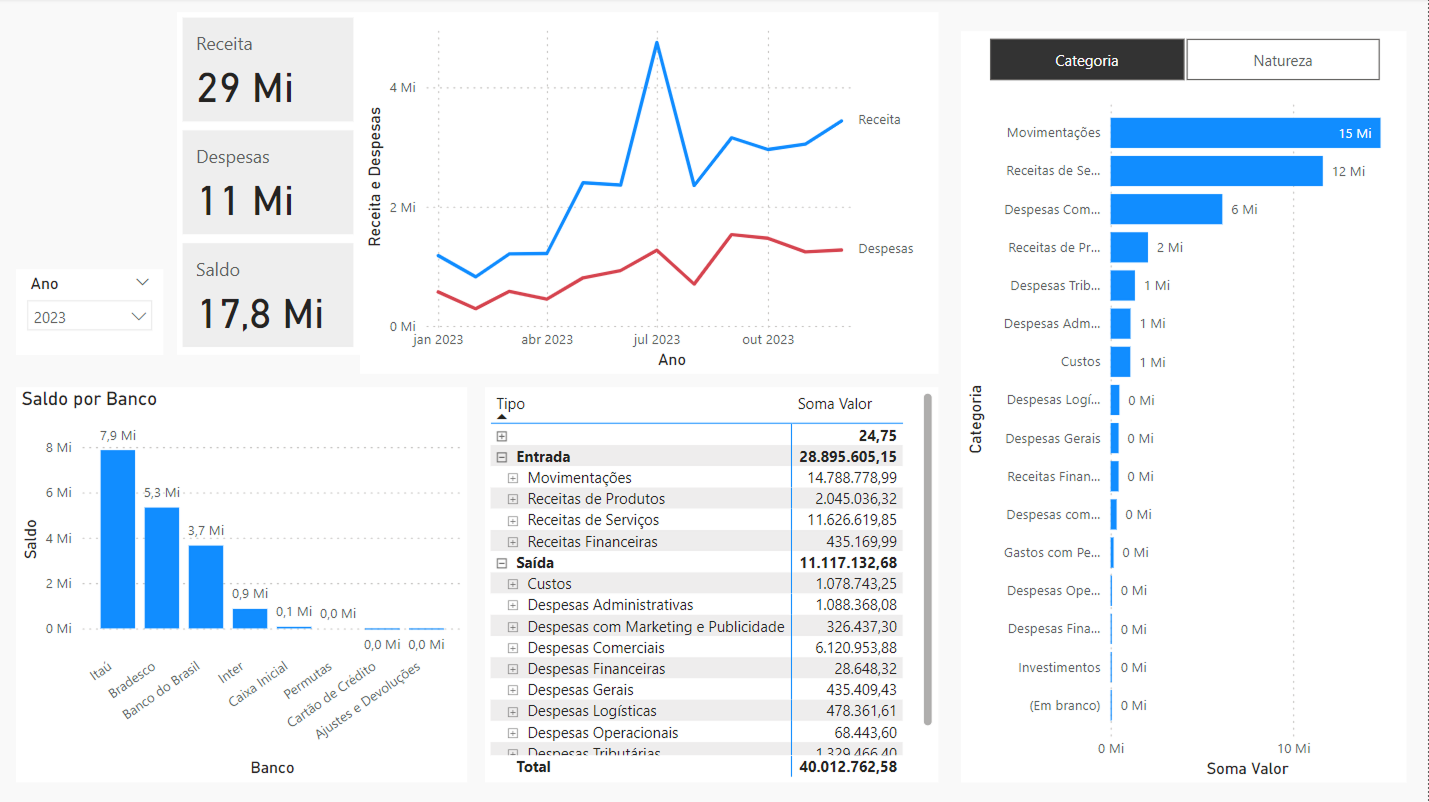 Receita
29 Mi
Despesas
11 Mi
Saldo
17,8 Mi
Ano
2023
Receita e Despesas
4 Mi
2 Mi
0 Mi
Receita
Despesas
jan 2023 abr 2023 jul 2023 out 2023
Ano
Saldo por Banco
Saldo
8 Mi
6 Mi
4 Mi
2 Mi
0 Mi
7,9 Mi
5,3 Mi
3,7 Mi
0,9 Mi
0,1 Mi
0,0 Mi
0,0 Mi
0,0 Mi
Itaú
Bradesco
Banco do Brasil
Inter
Caixa Inicial
Permutas
Cartão de Crédito
Ajustes e Devoluções
Banco
Tipo Soma Valor
24,75
Entrada 28.895.605,15
Movimentações 14.788.778,99
Receitas de Produtos 2.045.036,32
Receitas de Serviços 11.626.619,85
Receitas Financeiras 435.169,99
Saída 11.117.132,68
Custos 1.078.743,25
Despesas Administrativas 1.088.368,08
Despesas com Marketing e Publicidade 326.437,30
Despesas Comerciais 6.120.953,88
Despesas Financeiras 28.648,32
Despesas Gerais 435.409,43
Despesas Logísticas 478.361,61
Despesas Operacionais 68.443,60
Despesas Tributárias 1.329.466,40
Total 40.012.762,58
Categoria Natureza
Categoria
Movimentações 15 Mi
Receitas de Se... 12 Mi
Despesas Com... 6 Mi
Receitas de Pr... 2 Mi
Despesas Trib... 1 Mi
Despesas Adm... 1 Mi
Custos 1 Mi
Despesas Logí... 0 Mi
Despesas Gerais 0 Mi
Receitas Finan... 0 Mi
Despesas com... 0 Mi
Gastos com Pe... 0 Mi
Despesas Ope... 0 Mi
Despesas Fina... 0 Mi
Investimentos 0 Mi
(Em branco) 0 Mi
0 Mi 10 Mi
Soma Valor